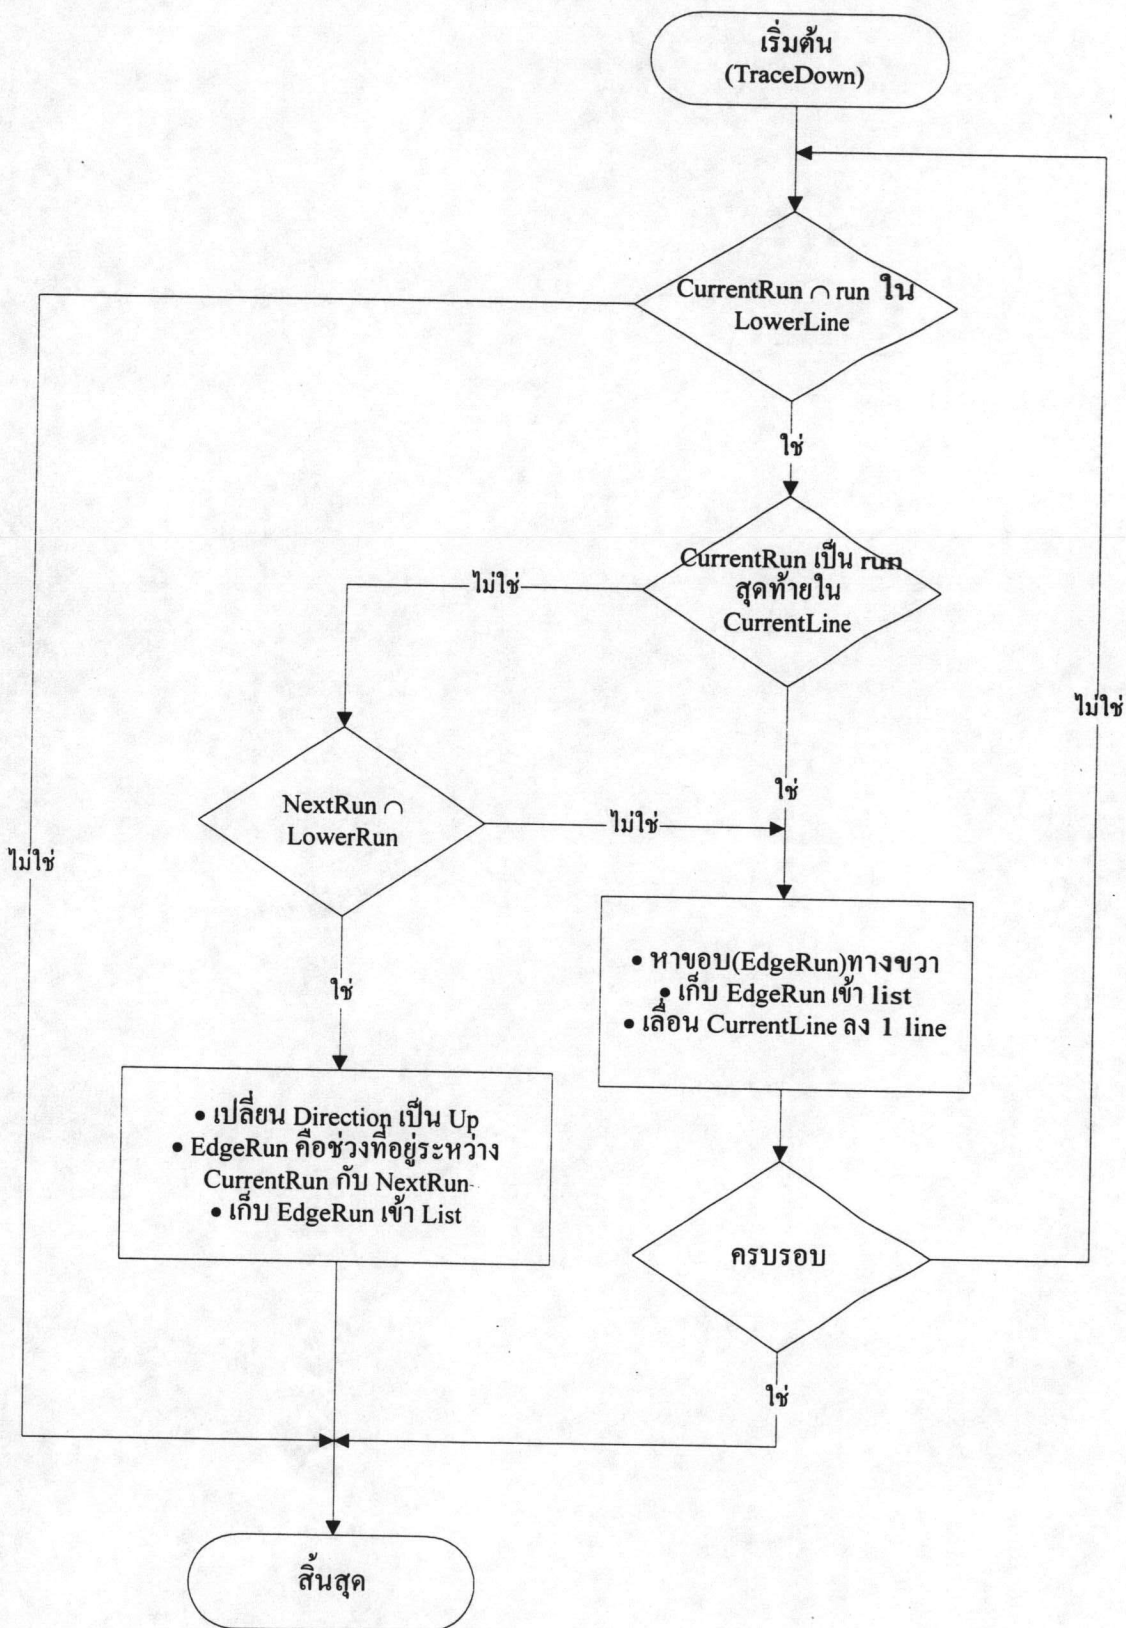 เริ่มต้น
(TraceDown)
CurrentRun ∩ run ใน
LowerLine
ใช่
CurrentRun เป็น run
สุดท้ายใน
CurrentLine
ไม่ใช่
ไม่ใช่
ใช่
NextRun ∩
LowerRun
ไม่ใช่
ไม่ใช่
• หาขอบ(EdgeRun)ทางขวา
• เก็บ EdgeRun เข้า list
• เลื่อน CurrentLine ลง 1 line
ใช่
• เปลี่ยน Direction เป็น Up
• EdgeRun คือช่วงที่อยู่ระหว่าง
CurrentRun กับ NextRun
• เก็บ EdgeRun เข้า List
ครบรอบ
ใช่
สิ้นสุด